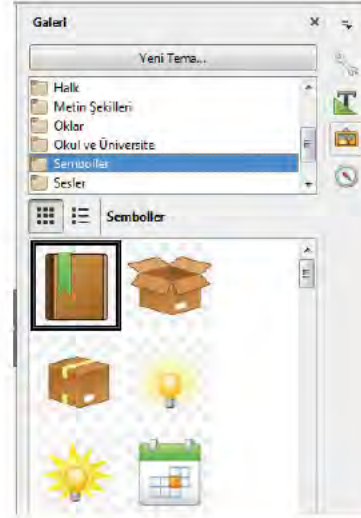 Galeri
Yeni Tema...
Halk
Metin Şekilleri
Oklar
Okul ve Üniversite
Semboller
Sesler
Semboller